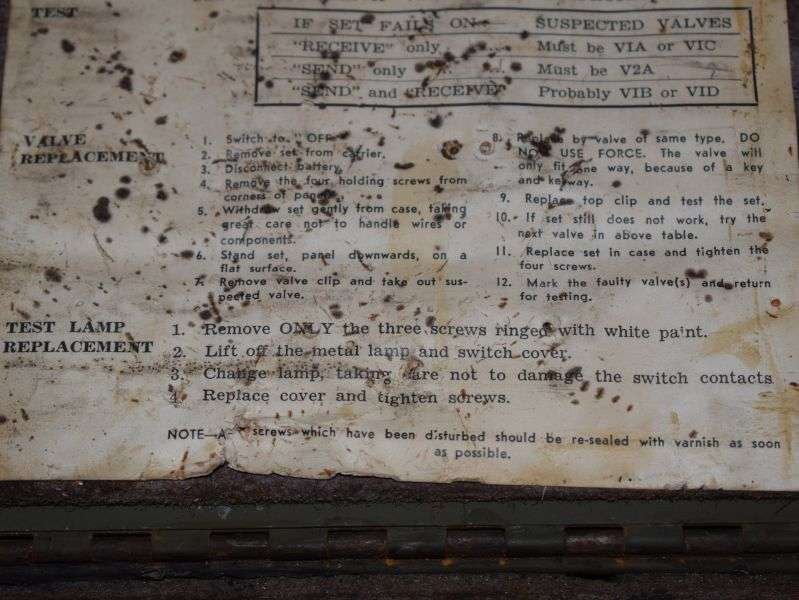 TEST
IF SET FAILS ON— SUSPECTED VALVES
"RECEIVE" only .. .. Must be V1A or V1C
"SEND" only .. .. Must be V2A
"SEND" and "RECEIVE" Probably V1B or V1D
VALVE
REPLACEMENT
1. Switch to "OFF
2. Remove set from carrier.
3. Disconnect battery.
4. Remove the four holding screws from
corners of
5. Withdraw set gently from case, taking
great care not to handle wires or
components.
6. Stand set, panel downwards, on a
flat surface.
7. Remove valve clip and take out sus-
pected valve.
8. Replace by valve of same type. DO
NOT USE FORCE. The valve will
only fit one way, because of a key
and keyway.
9. Replace top clip and test the set.
10. If set still does not work, try the
next valve in above table.
11. Replace set in case and tighten the
four screws.
12. Mark the faulty valve(s) and return
for testing.
TEST LAMP
REPLACEMENT
1. Remove ONLY the three screws ringed with white paint.
2. Lift off the metal lamp and switch cover.
3. Change lamp, taking care not to damage the switch contacts
4. Replace cover and tighten screws.
NOTE— screws which have been disturbed should be re-sealed with varnish as soon
as possible.